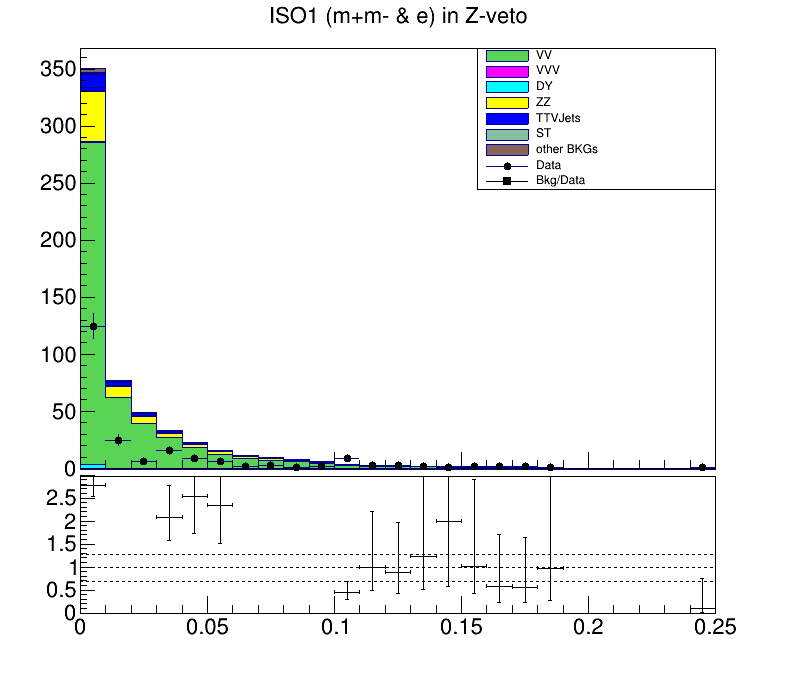 ISO1 (m+m- & e) in Z-veto
350
300
250
200
150
100
50
0
VV
VVV
DY
ZZ
TTVJets
ST
other BKGs
Data
Bkg/Data
2.5
2
1.5
1
0.5
0
0 0.05 0.1 0.15 0.2 0.25